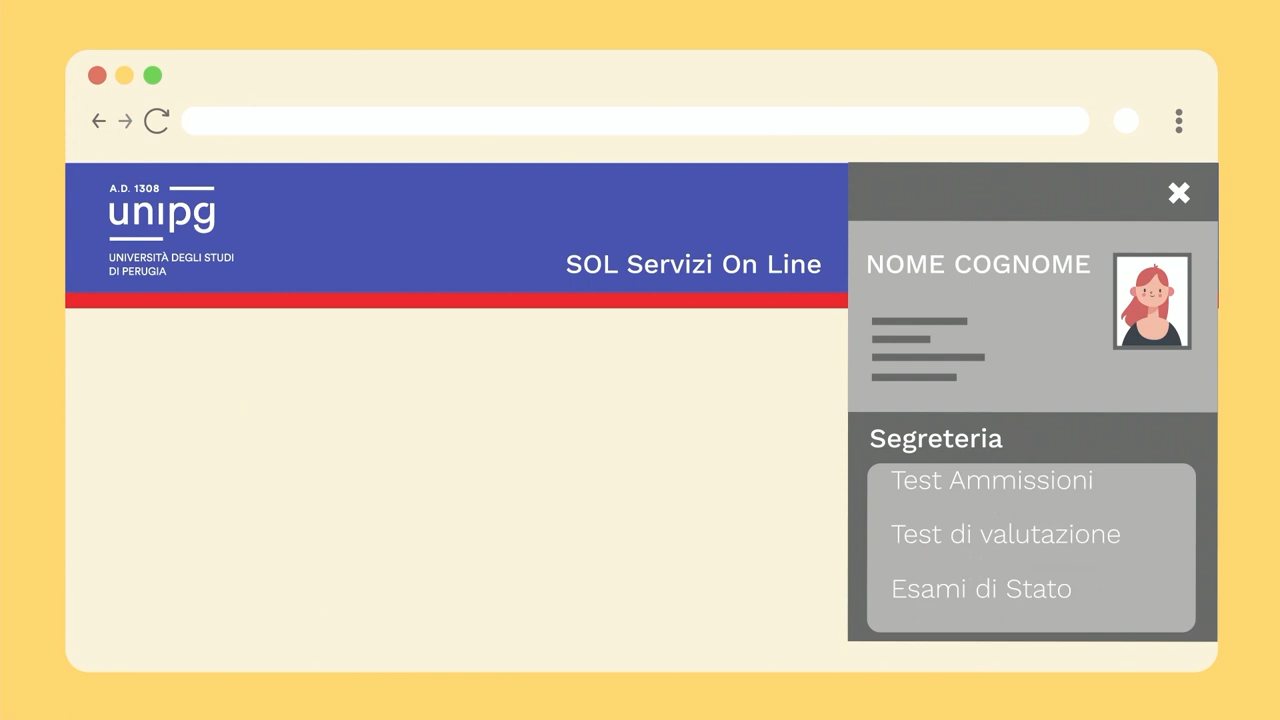 A.D. 1308
unipg
UNIVERSITÀ DEGLI STUDI
DI PERUGIA
SOL Servizi On Line
NOME COGNOME
Segreteria
Test Ammissioni
Test di valutazione
Esami di Stato